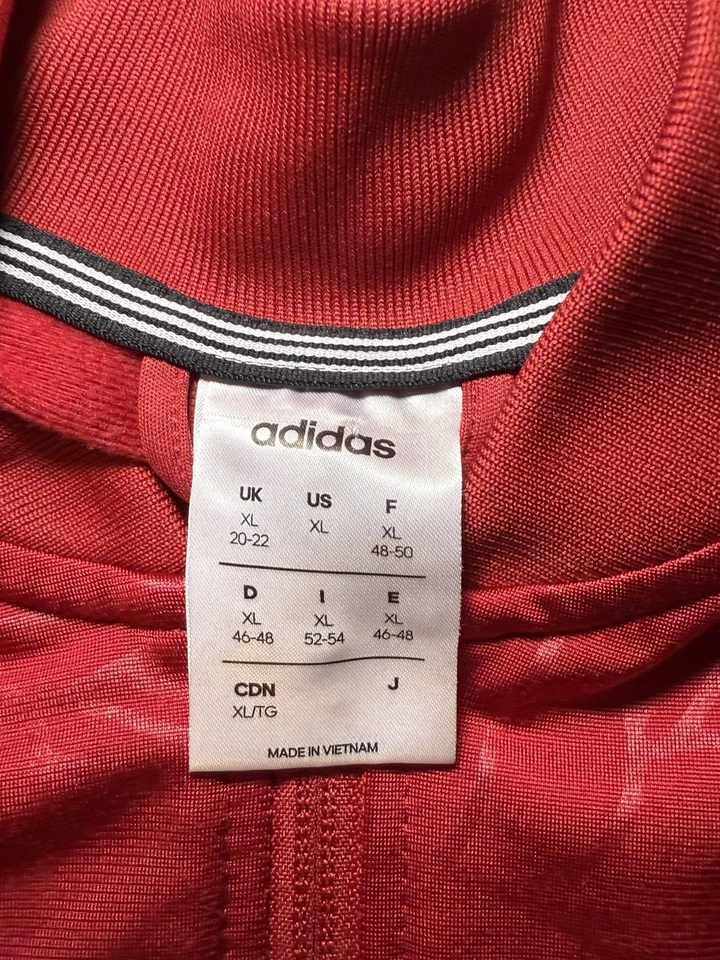 adidas
UK US F
XL XL XL
20-22 48-50
D I E
XL XL XL
46-48 52-54 46-48
CDN J
XL/TG
MADE IN VIETNAM